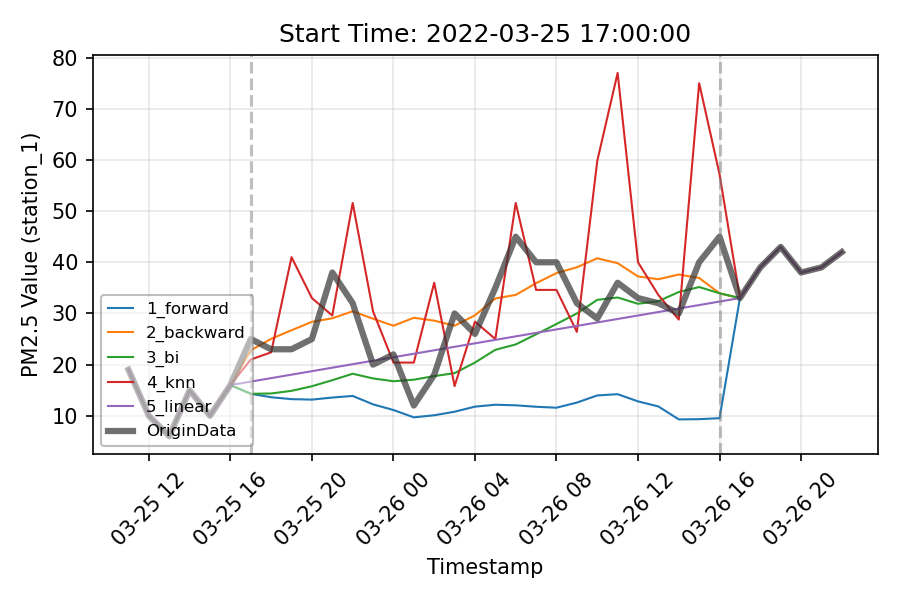 Start Time: 2022-03-25 17:00:00
PM2.5 Value (station_1)
80
70
60
50
40
30
20
10
1_forward
2_backward
3_bi
4_knn
5_linear
OriginData
03-25 12
03-25 16
03-25 20
03-26 00
03-26 04
03-26 08
03-26 12
03-26 16
03-26 20
Timestamp